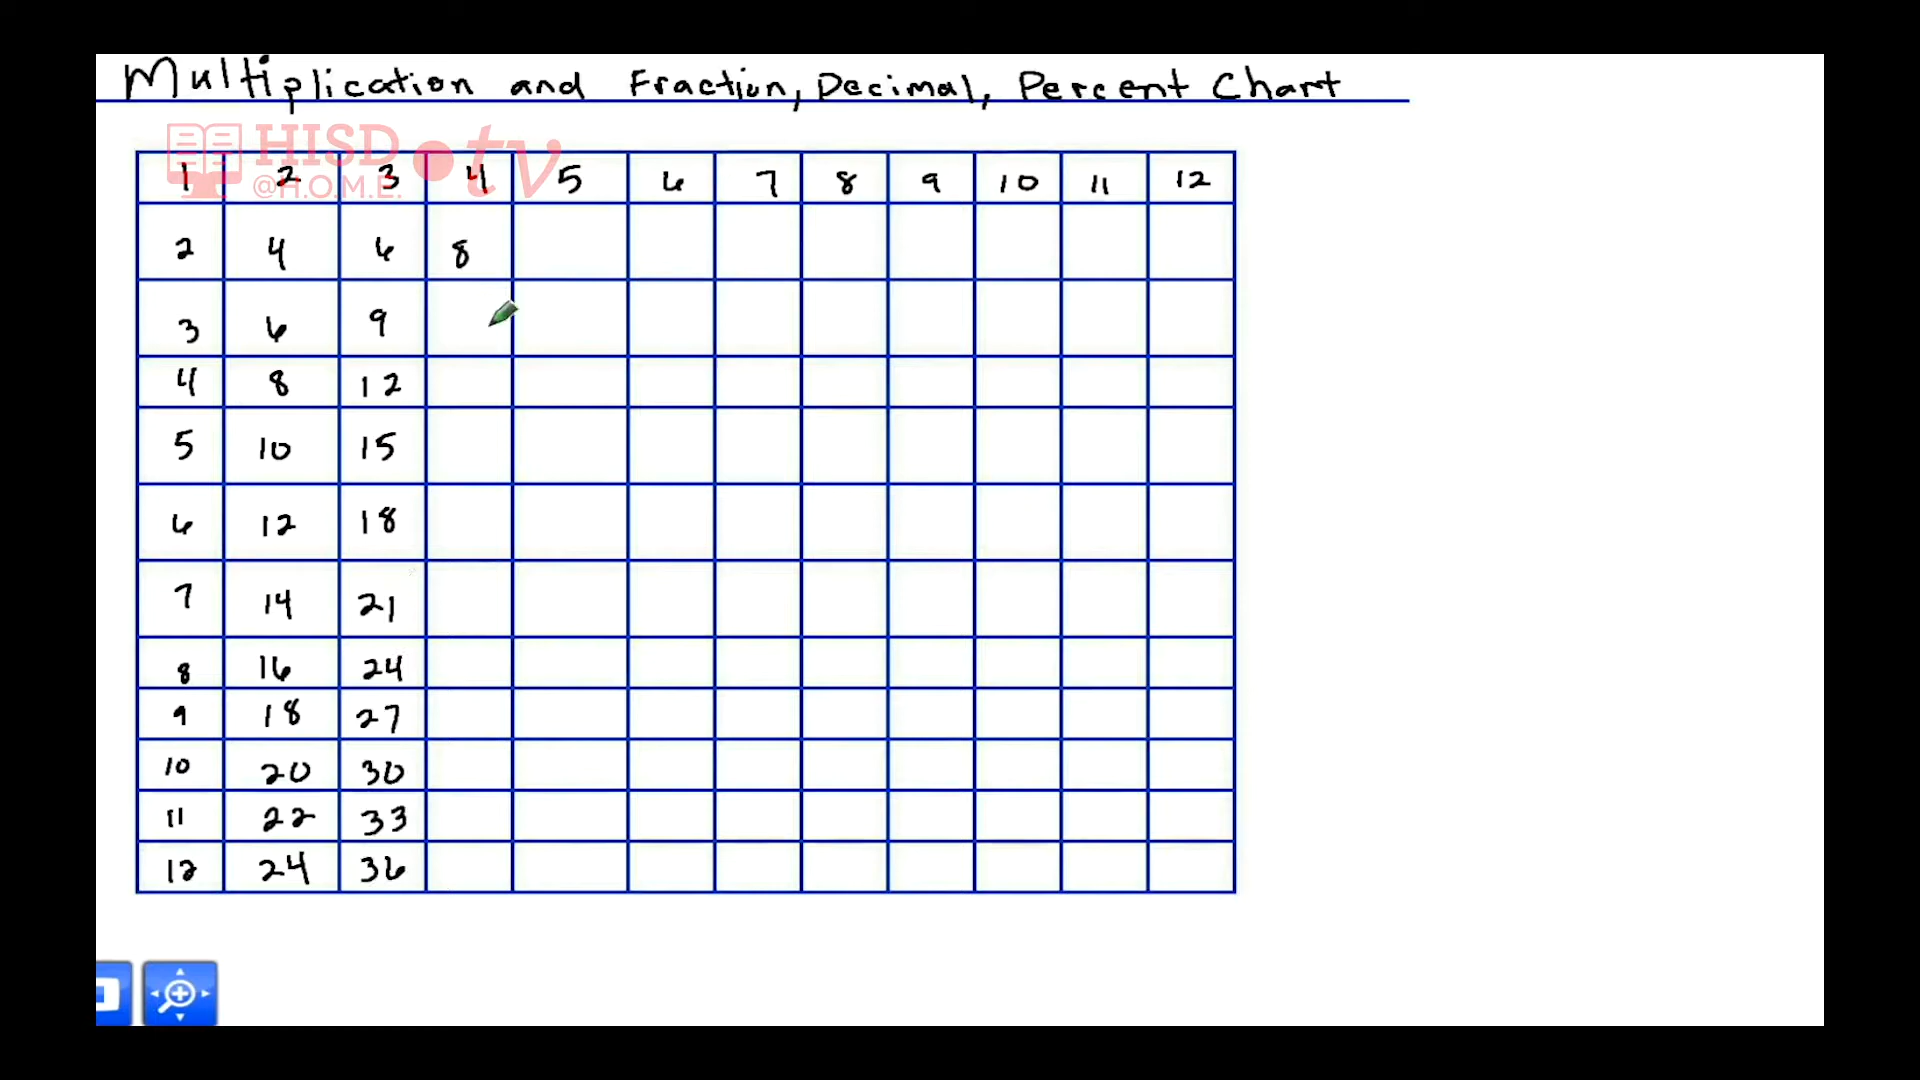 Multiplication and Fraction, Decimal, Percent Chart
HISD .tv
@H.O.M.E.
1 2 3 4 5 6 7 8 9 10 11 12
2 4 6 8
3 6 9
4 8 12
5 10 15
6 12 18
7 14 21
8 16 24
9 18 27
10 20 30
11 22 33
12 24 36